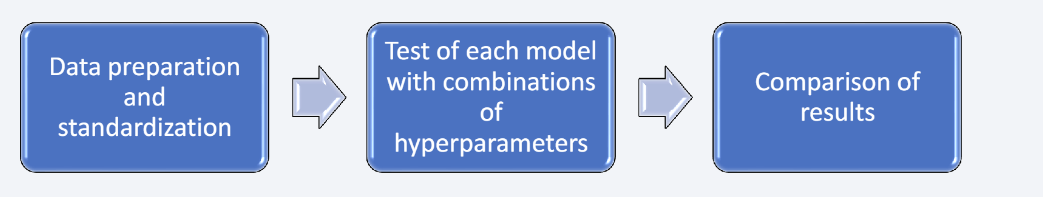 Data preparation
and
standardization
Test of each model
with combinations
of
hyperparameters
Comparison of
results